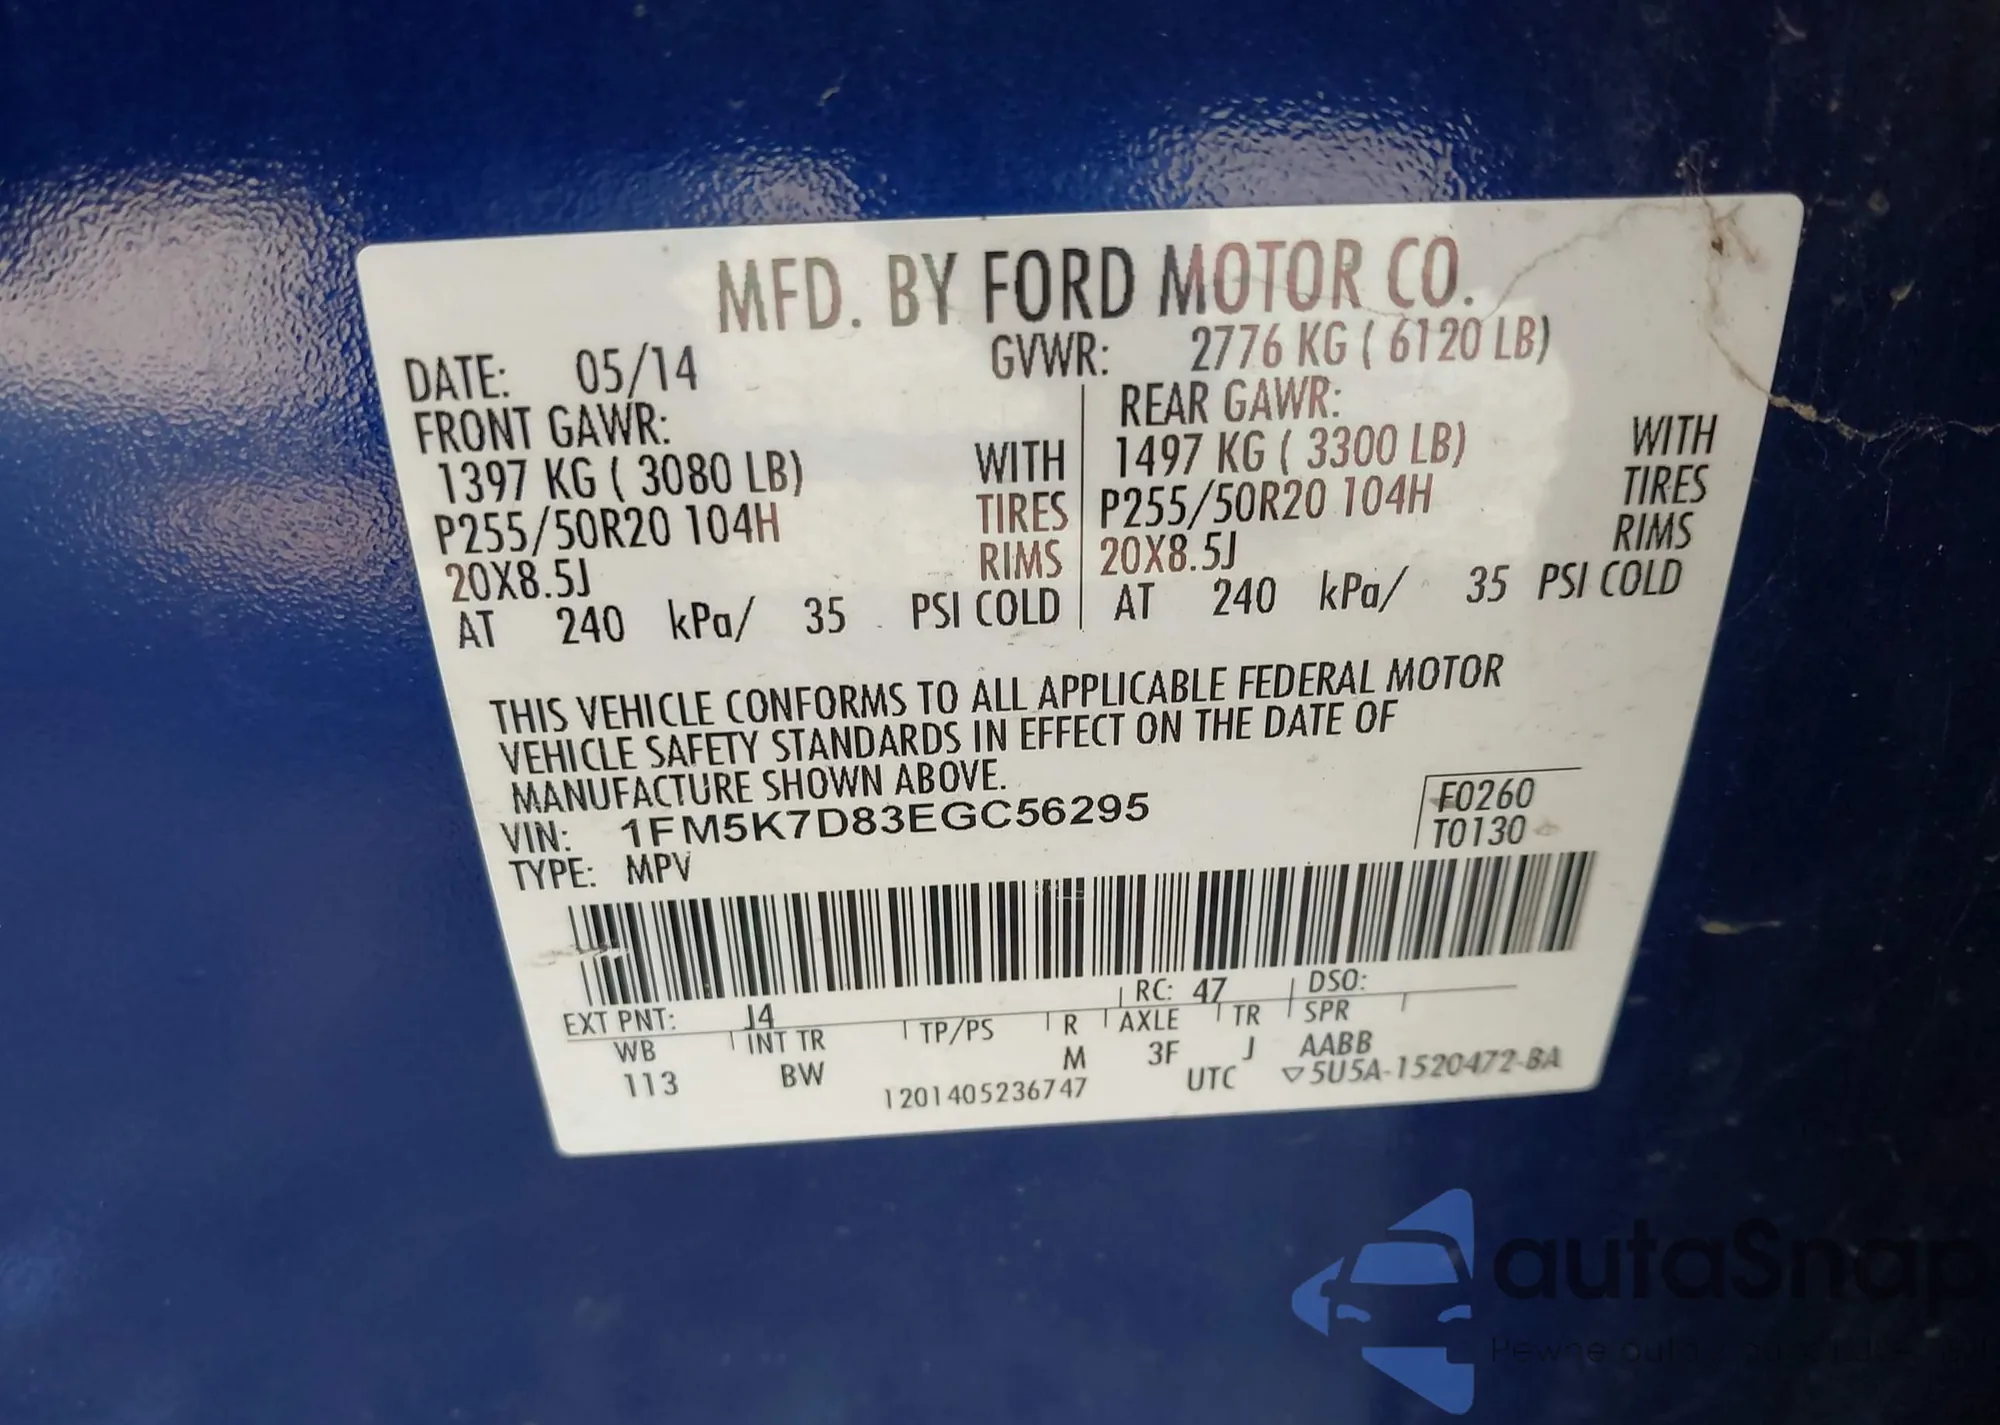 MFD. BY FORD MOTOR CO.
DATE: 05/14 GVWR: 2776 KG ( 6120 LB)
FRONT GAWR: REAR GAWR:
1397 KG ( 3080 LB) WITH 1497 KG ( 3300 LB) WITH
P255/50R20 104H TIRES P255/50R20 104H TIRES
20X8.5J RIMS 20X8.5J RIMS
AT 240 kPa/ 35 PSI COLD AT 240 kPa/ 35 PSI COLD
THIS VEHICLE CONFORMS TO ALL APPLICABLE FEDERAL MOTOR
VEHICLE SAFETY STANDARDS IN EFFECT ON THE DATE OF
MANUFACTURE SHOWN ABOVE.
VIN: 1FM5K7D83EGC56295 F0260
TYPE: MPV T0130
EXT PNT: J4 RC: 47 DSO:
WB INT TR TP/PS R AXLE TR SPR
113 BW M 3F J AABB
1201405236747 UTC ▽5U5A-1520472-BA
autaSnap